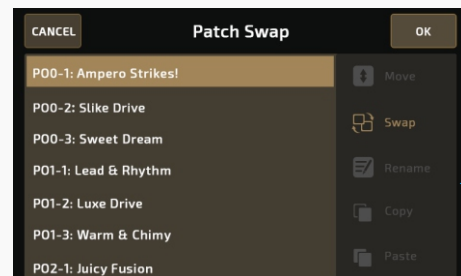 CANCEL
Patch Swap
OK
P00-1: Ampero Strikes!
Move
P00-2: Slike Drive
Swap
P00-3: Sweet Dream
P01-1: Lead & Rhythm
Rename
P01-2: Luxe Drive
Copy
P01-3: Warm & Chimy
P02-1: Juicy Fusion
Paste